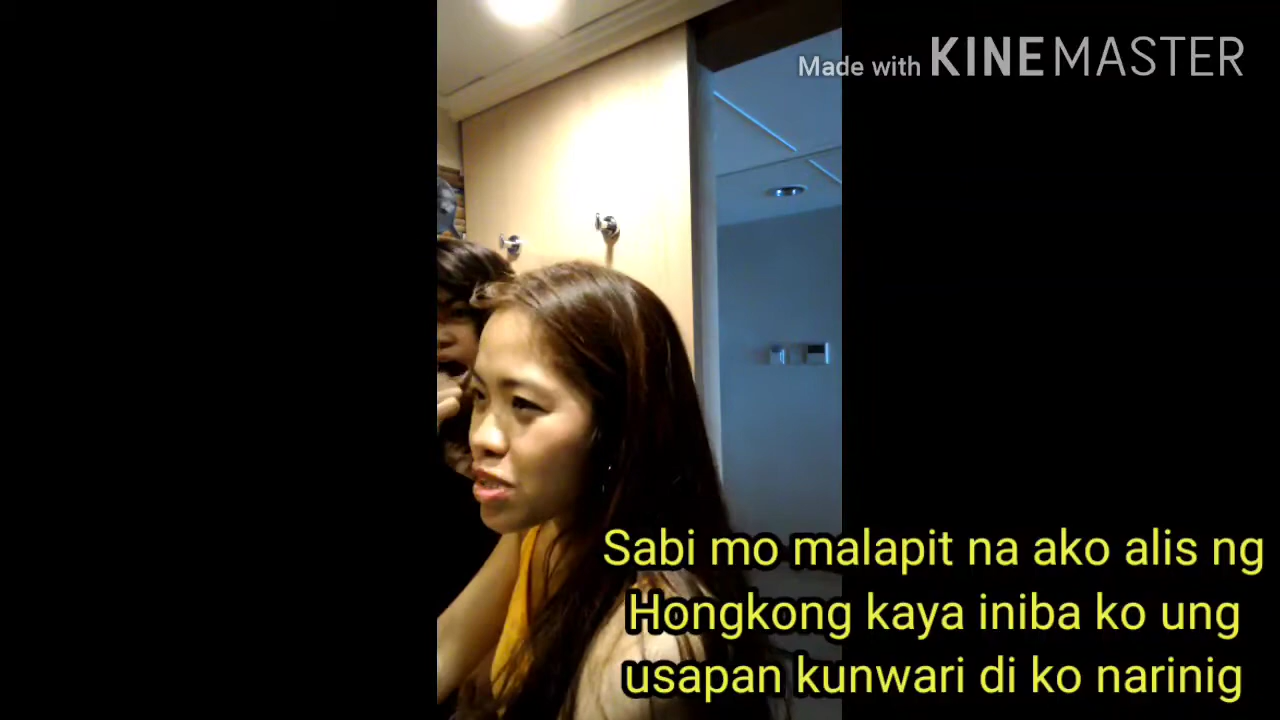 Made with KINEMASTER
Sabi mo malapit na ako alis ng
Hongkong kaya iniba ko ung
usapan kunwari di ko narinig